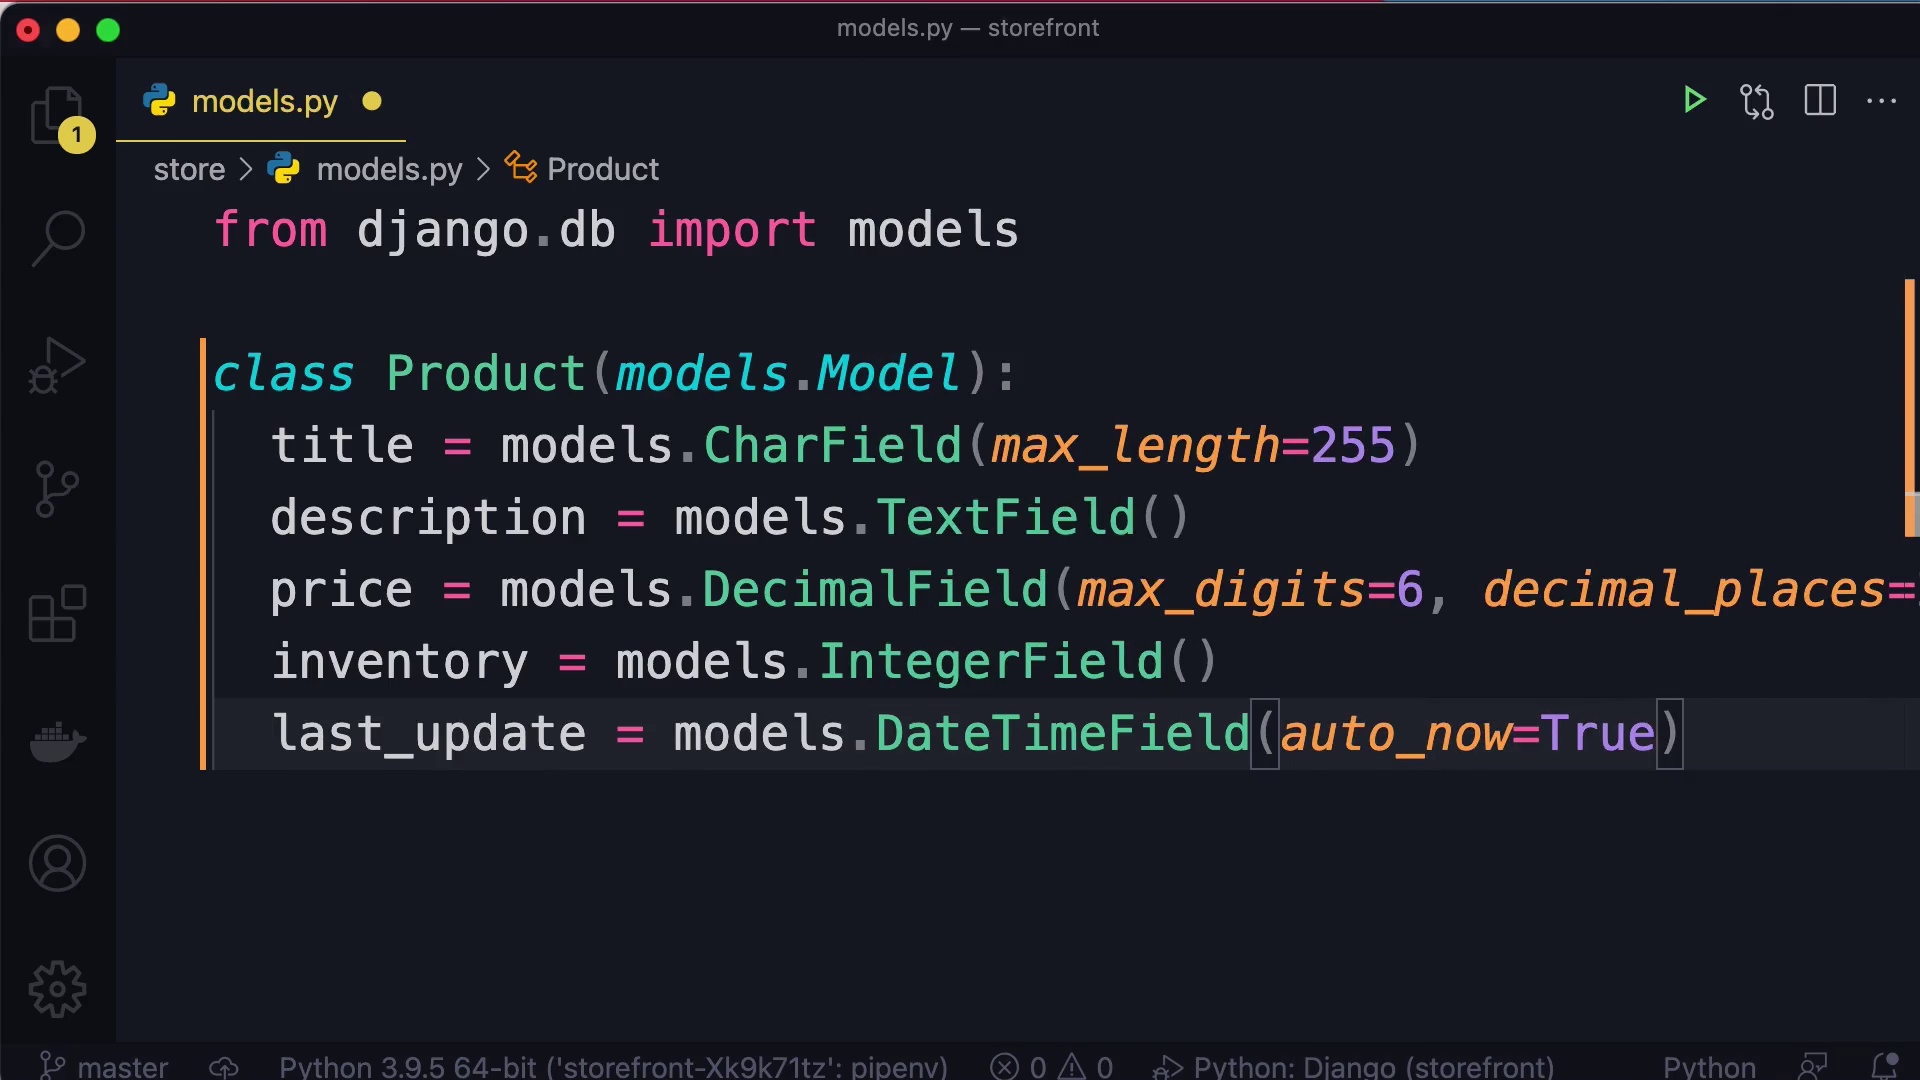 models.py — storefront
models.py
1
store > models.py > Product
from django.db import models
class Product(models.Model):
title = models.CharField(max_length=255)
description = models.TextField()
price = models.DecimalField(max_digits=6, decimal_places=
inventory = models.IntegerField()
last_update = models.DateTimeField(auto_now=True)
master Python 3.9.5 64-bit ('storefront-Xk9k71tz': pipenv) 0 0 Python: Django (storefront) Python